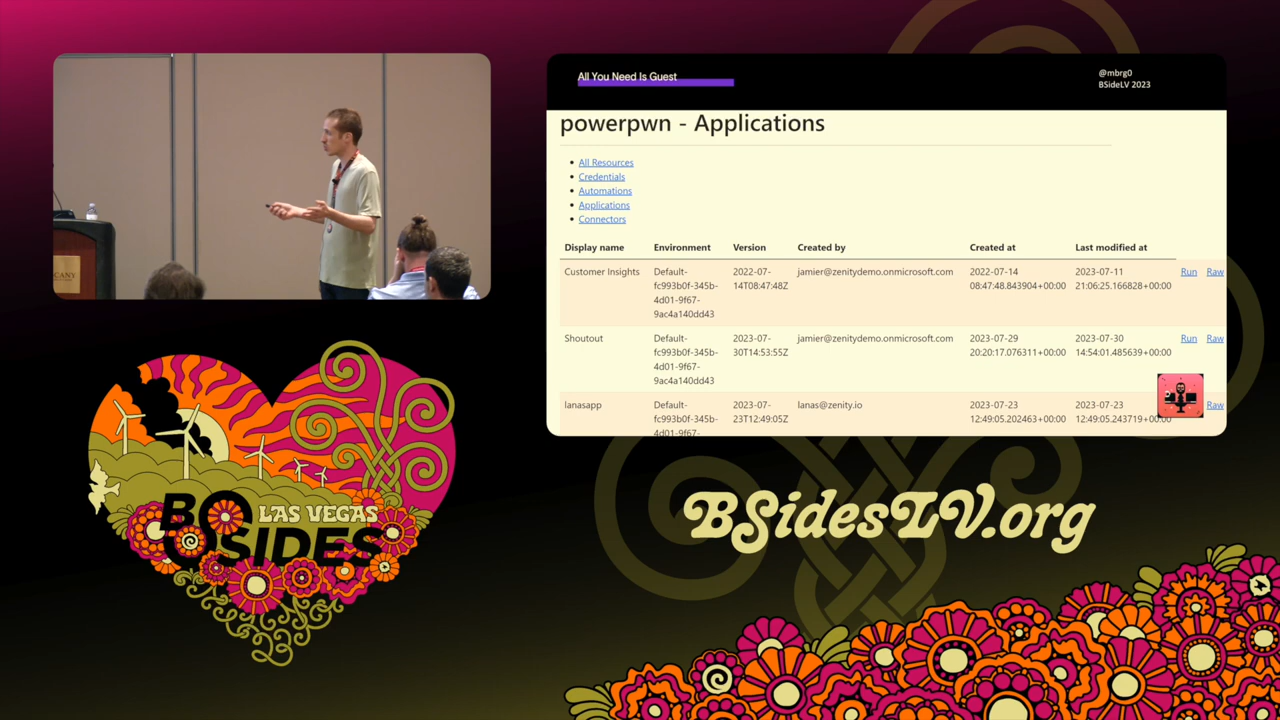 All You Need Is Guest
@mbrg0
BSideLV 2023
powerpwn - Applications
All Resources
Credentials
Automations
Applications
Connectors
Display name Environment Version Created by Created at Last modified at
Customer Insights Default- 2022-07- jamier@zenitydemo.onmicrosoft.com 2022-07-14 2023-07-11 Run Raw
fc993b0f-345b- 14T08:47:48Z 08:47:48.843904+00:00 21:06:25.166828+00:00
4d01-9f67-
9ac4a140dd43
Shoutout Default- 2023-07- jamier@zenitydemo.onmicrosoft.com 2023-07-29 2023-07-30 Run Raw
fc993b0f-345b- 30T14:53:55Z 20:20:17.076311+00:00 14:54:01.485639+00:00
4d01-9f67-
9ac4a140dd43
lanasapp Default- 2023-07- lanas@zenity.io 2023-07-23 2023-07-23 Raw
fc993b0f-345b- 23T12:49:05Z 12:49:05.202463+00:00 12:49:05.243719+00:00
4d01-9f67-
LAS VEGAS
BSIDES
23
BSidesLV.org